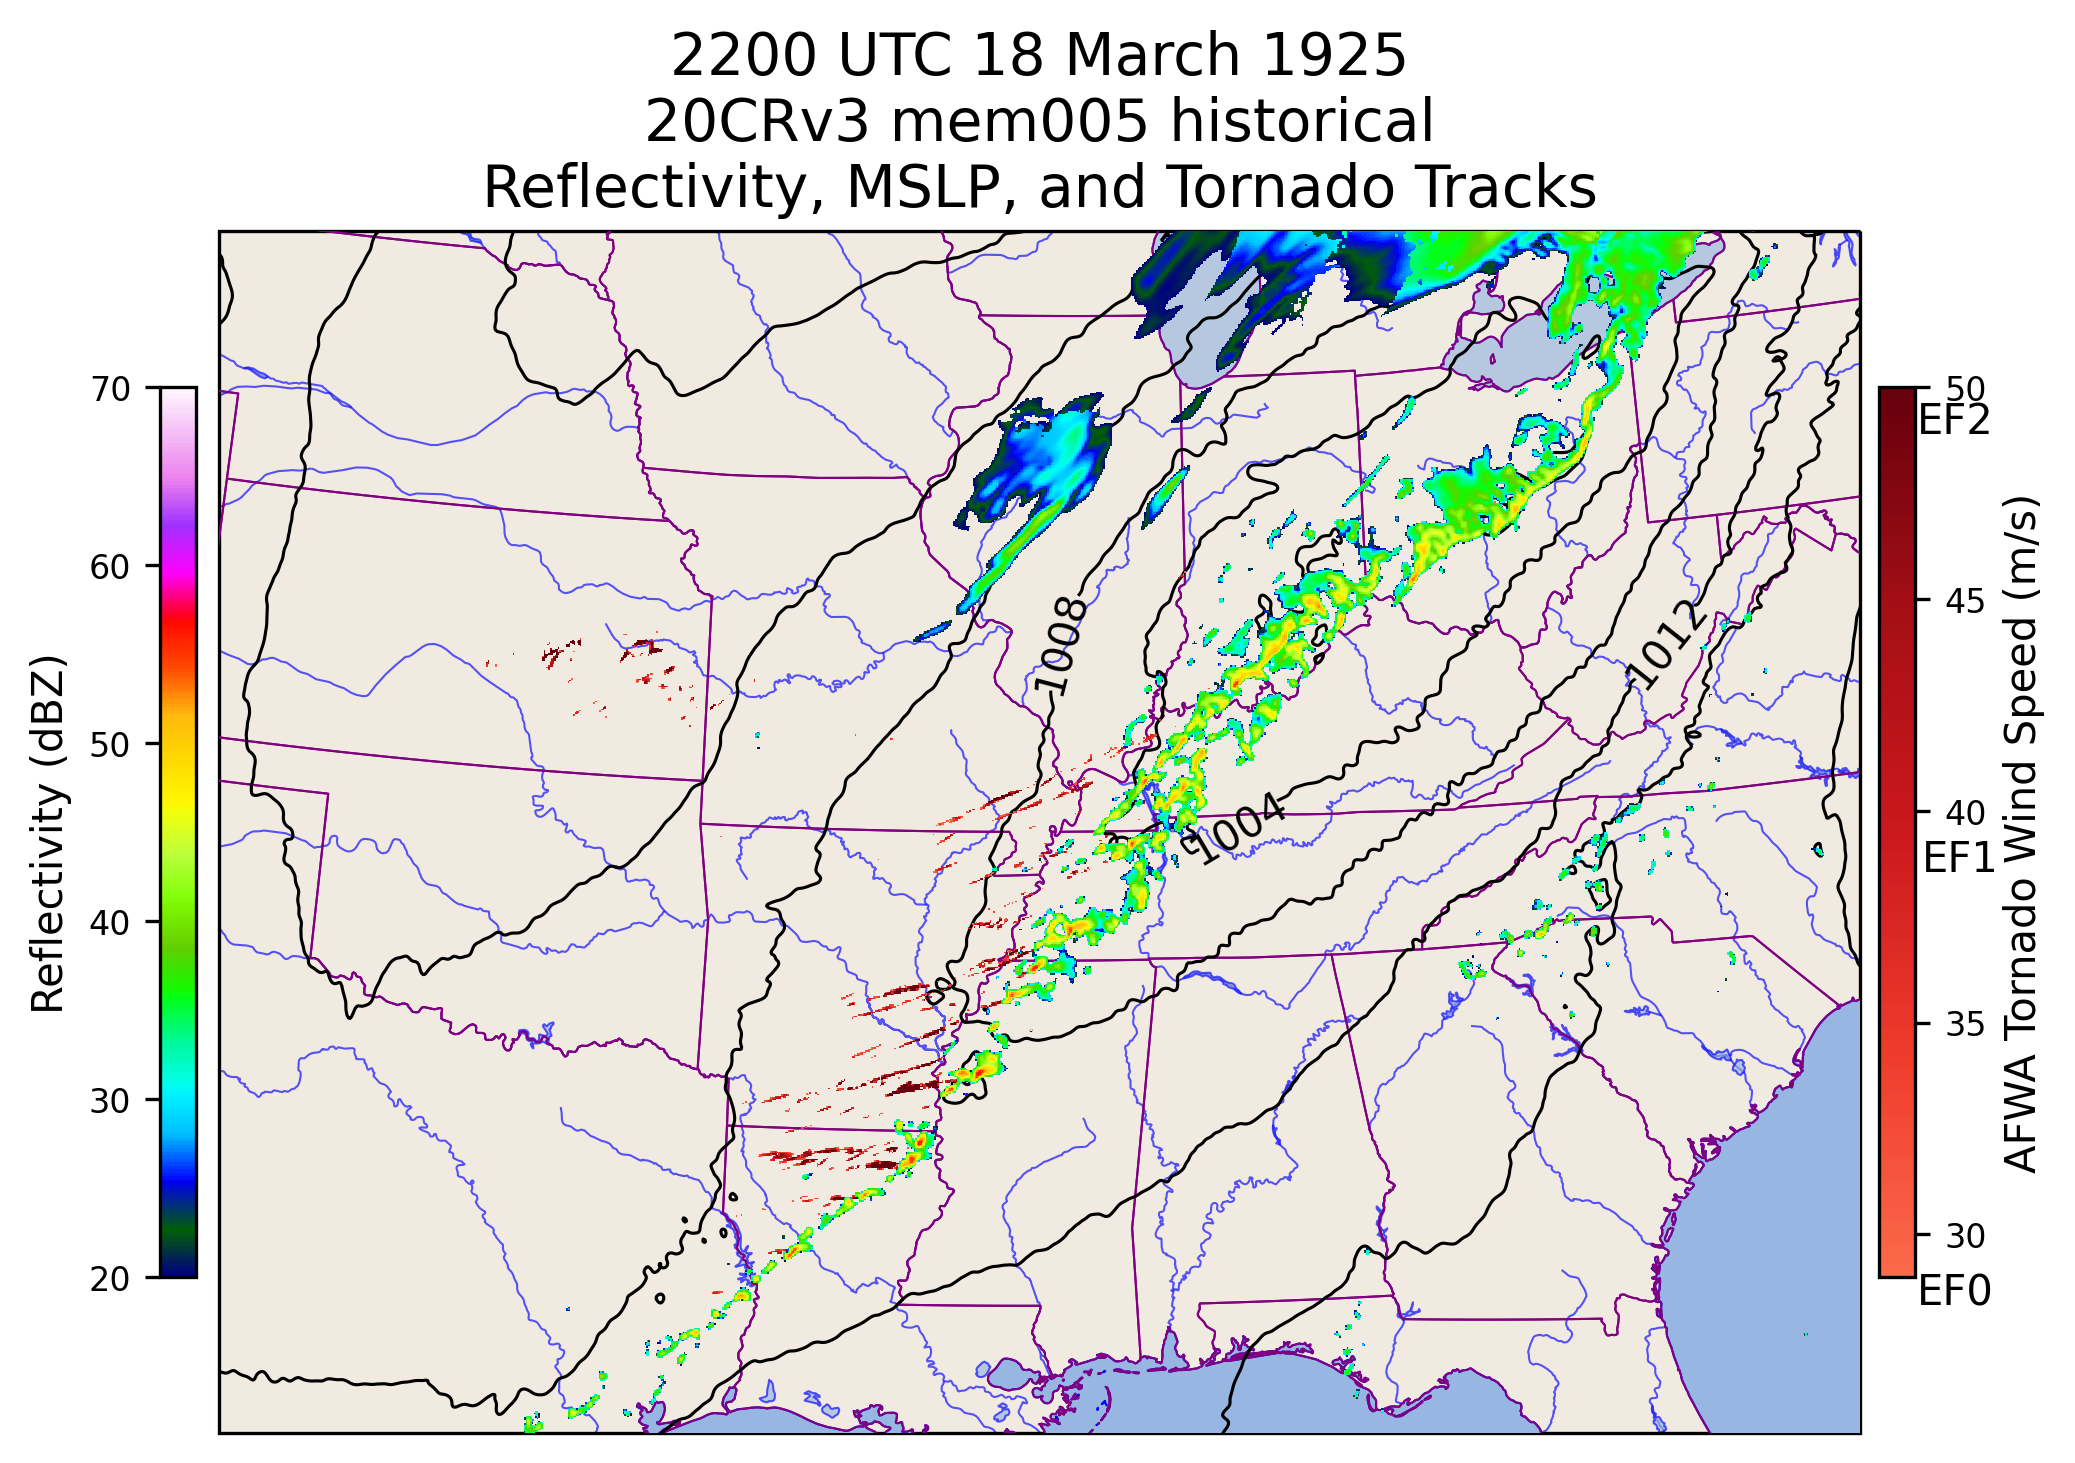 2200 UTC 18 March 1925
20CRv3 mem005 historical
Reflectivity, MSLP, and Tornado Tracks
Reflectivity (dBZ)
70
60
50
40
30
20
1008
1012
1004
50
EF2
45
40
EF1
35
30
EF0
AFWA Tornado Wind Speed (m/s)